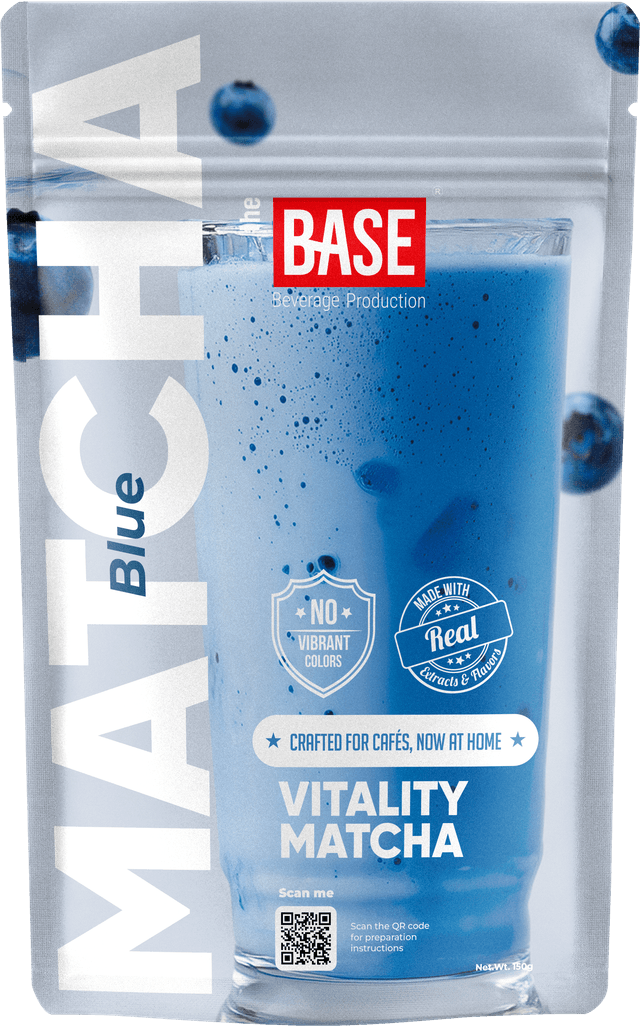 MATCHA
Blue
the
BASE
®
Beverage Production
NO
VIBRANT
COLORS
MADE WITH
Real
Extracts & Flavors
CRAFTED FOR CAFÉS, NOW AT HOME
VITALITY
MATCHA
Scan me
Scan the QR code
for preparation
instructions
Net.Wt. 150g